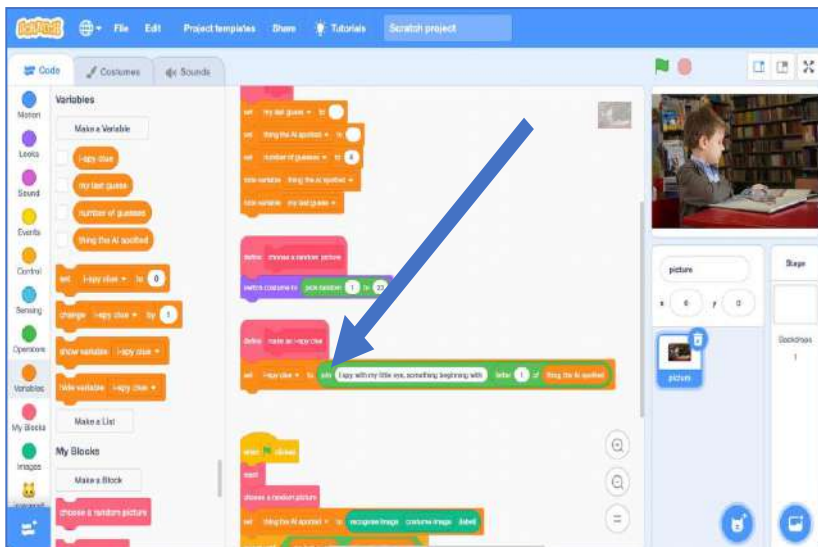 SCRATCH File Edit Project templates Share Tutorials Scratch project
Code Costumes Sounds
Motion
Looks
Sound
Events
Control
Sensing
Operators
Variables
My Blocks
Images
Variables
Make a Variable
i-spy clue
my last guess
number of guesses
thing the AI spotted
set i-spy clue to 0
change i-spy clue by 1
show variable i-spy clue
hide variable i-spy clue
Make a List
My Blocks
Make a Block
choose a random picture
set my last guess to
set thing the AI spotted to
set number of guesses to
hide variable thing the AI spotted
hide variable my last guess
define choose a random picture
switch costume to pick random 1 to 23
define make an i-spy clue
set i-spy clue to join I spy with my little eye, something beginning with letter 1 of thing the AI spotted
when clicked
reset
choose a random picture
set thing the AI spotted to recognise image costume image (label)
picture
x 0 y 0
picture
Stage
Backdrops
1